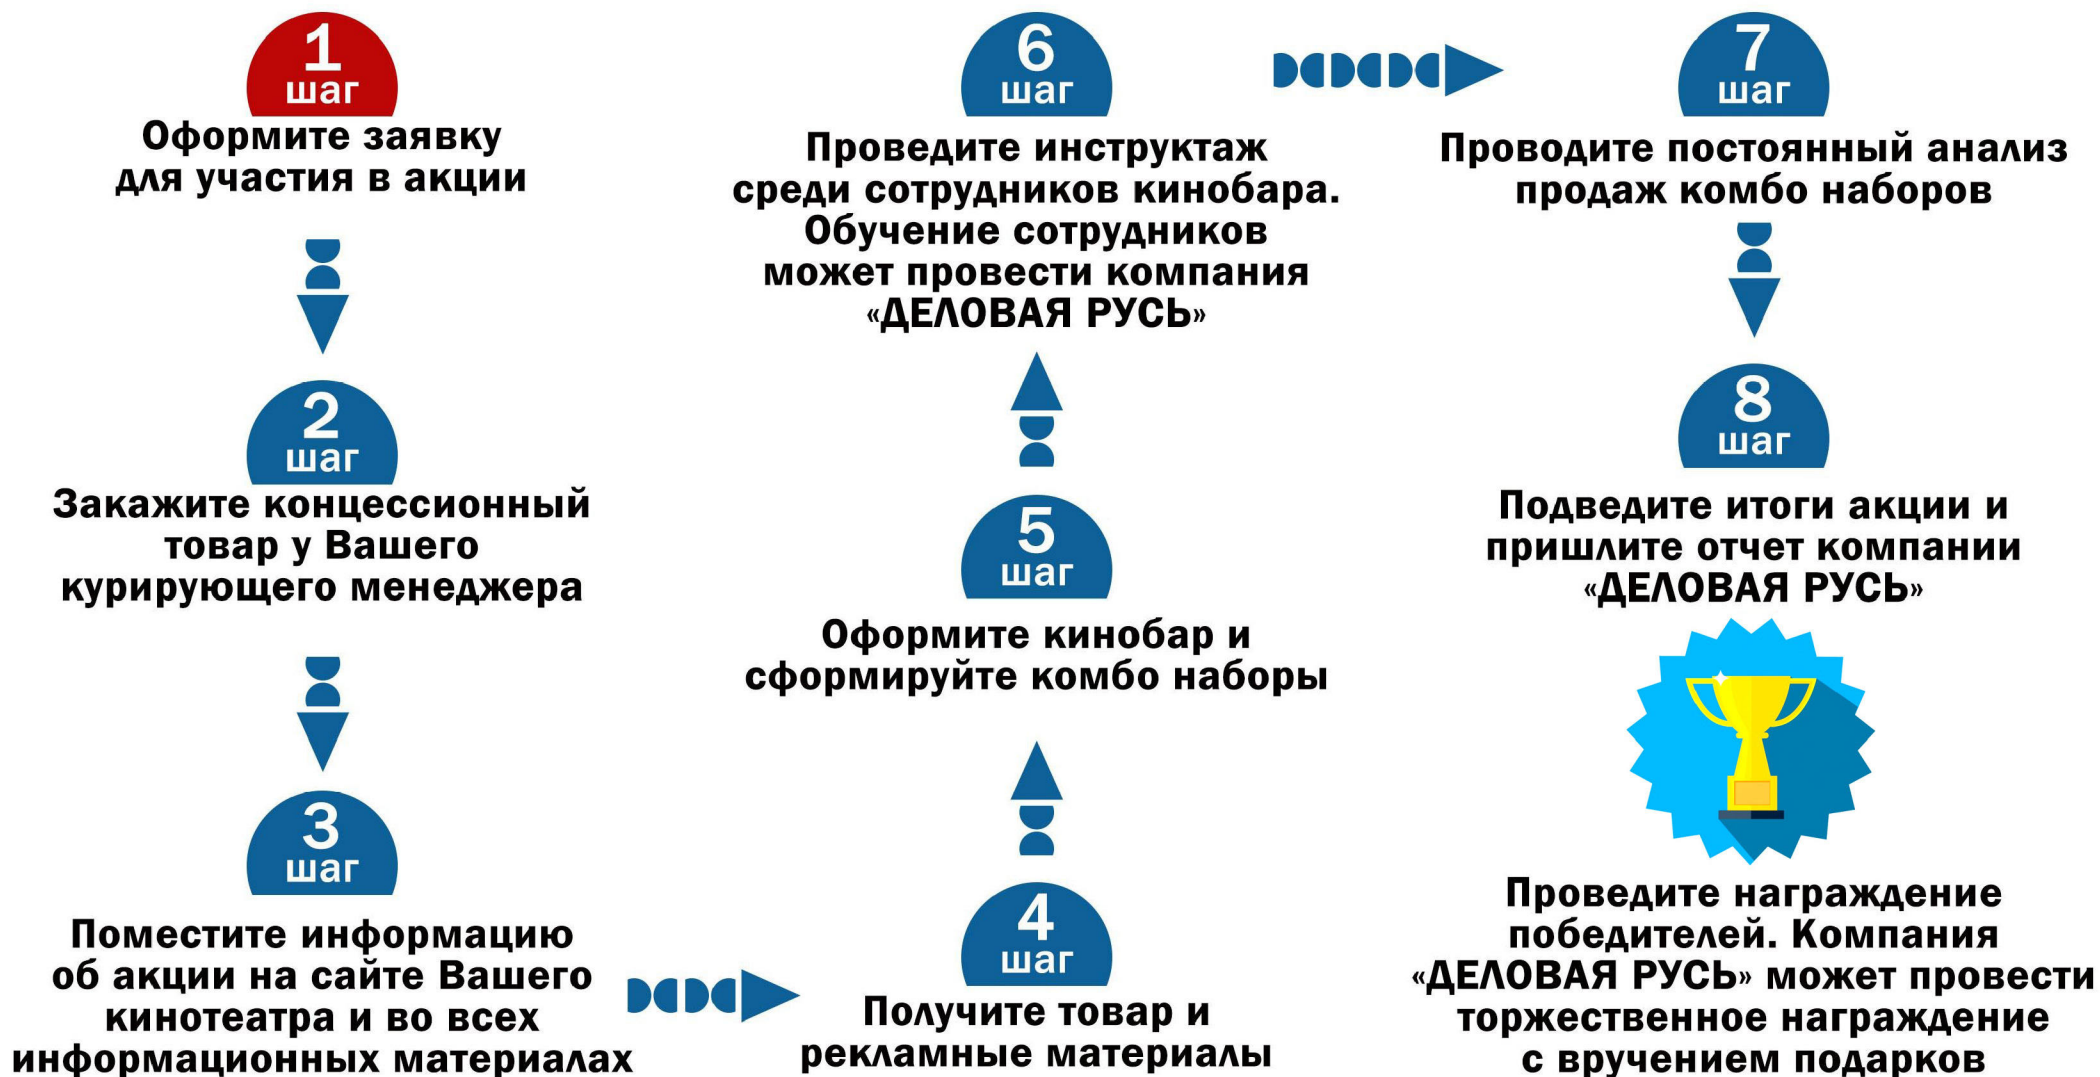 1
шаг
Оформите заявку
для участия в акции
2
шаг
Закажите концессионный
товар у Вашего
курирующего менеджера
3
шаг
Поместите информацию
об акции на сайте Вашего
кинотеатра и во всех
информационных материалах
4
шаг
Получите товар и
рекламные материалы
5
шаг
Оформите кинобар и
сформируйте комбо наборы
6
шаг
Проведите инструктаж
среди сотрудников кинобара.
Обучение сотрудников
может провести компания
«ДЕЛОВАЯ РУСЬ»
7
шаг
Проводите постоянный анализ
продаж комбо наборов
8
шаг
Подведите итоги акции и
пришлите отчет компании
«ДЕЛОВАЯ РУСЬ»
Проведите награждение
победителей. Компания
«ДЕЛОВАЯ РУСЬ» может провести
торжественное награждение
с вручением подарков